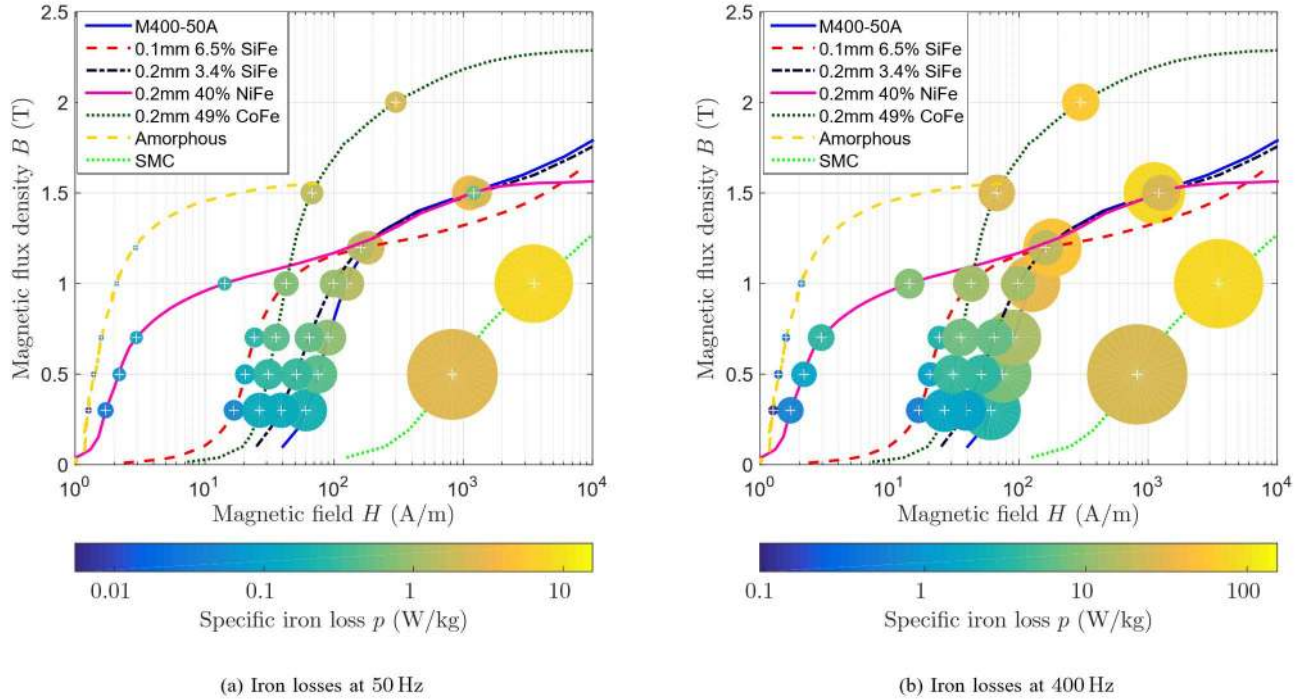 2.5
2
1.5
1
0.5
0
Magnetic flux density B (T)
M400-50A
0.1mm 6.5% SiFe
0.2mm 3.4% SiFe
0.2mm 40% NiFe
0.2mm 49% CoFe
Amorphous
SMC
10^0 10^1 10^2 10^3 10^4
Magnetic field H (A/m)
0.01 0.1 1 10
Specific iron loss p (W/kg)
(a) Iron losses at 50 Hz
2.5
2
1.5
1
0.5
0
Magnetic flux density B (T)
M400-50A
0.1mm 6.5% SiFe
0.2mm 3.4% SiFe
0.2mm 40% NiFe
0.2mm 49% CoFe
Amorphous
SMC
10^0 10^1 10^2 10^3 10^4
Magnetic field H (A/m)
0.1 1 10 100
Specific iron loss p (W/kg)
(b) Iron losses at 400 Hz